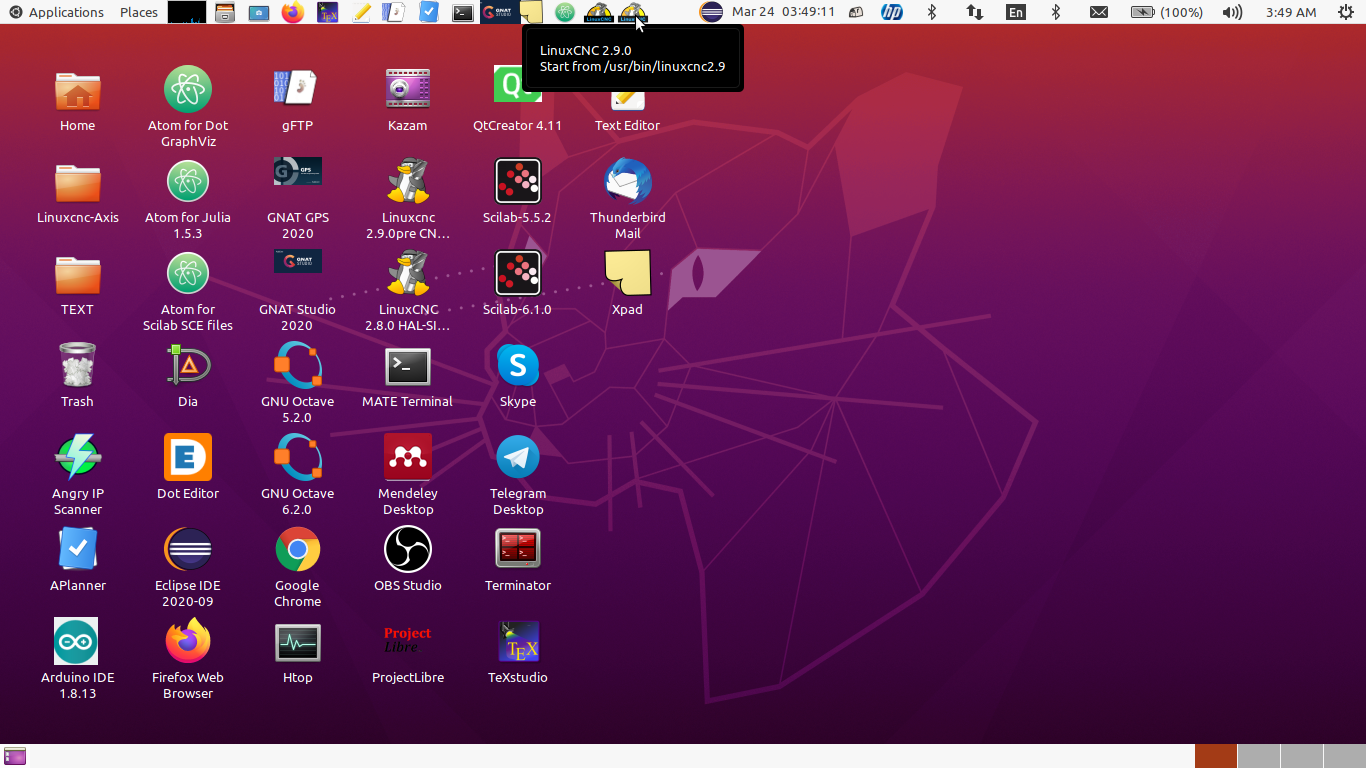 Applications Places Mar 24 03:49:11 En (100%) 3:49 AM
LinuxCNC 2.9.0
Start from /usr/bin/linuxcnc2.9
Home
Atom for Dot
GraphViz
gFTP
Kazam
QtCreator 4.11
Text Editor
Linuxcnc-Axis
Atom for Julia
1.5.3
GPS
GNAT GPS
2020
Linuxcnc
2.9.0pre CN...
Scilab-5.5.2
Thunderbird
Mail
TEXT
Atom for
Scilab SCE files
GNAT
STUDIO
GNAT Studio
2020
LinuxCNC
2.8.0 HAL-SI...
Scilab-6.1.0
Xpad
Trash
Dia
GNU Octave
5.2.0
MATE Terminal
Skype
Angry IP
Scanner
Dot Editor
GNU Octave
6.2.0
Mendeley
Desktop
Telegram
Desktop
APlanner
Eclipse IDE
2020-09
Google
Chrome
OBS Studio
Terminator
Arduino IDE
1.8.13
Firefox Web
Browser
Htop
Project
Libre
ProjectLibre
TEX
TeXstudio